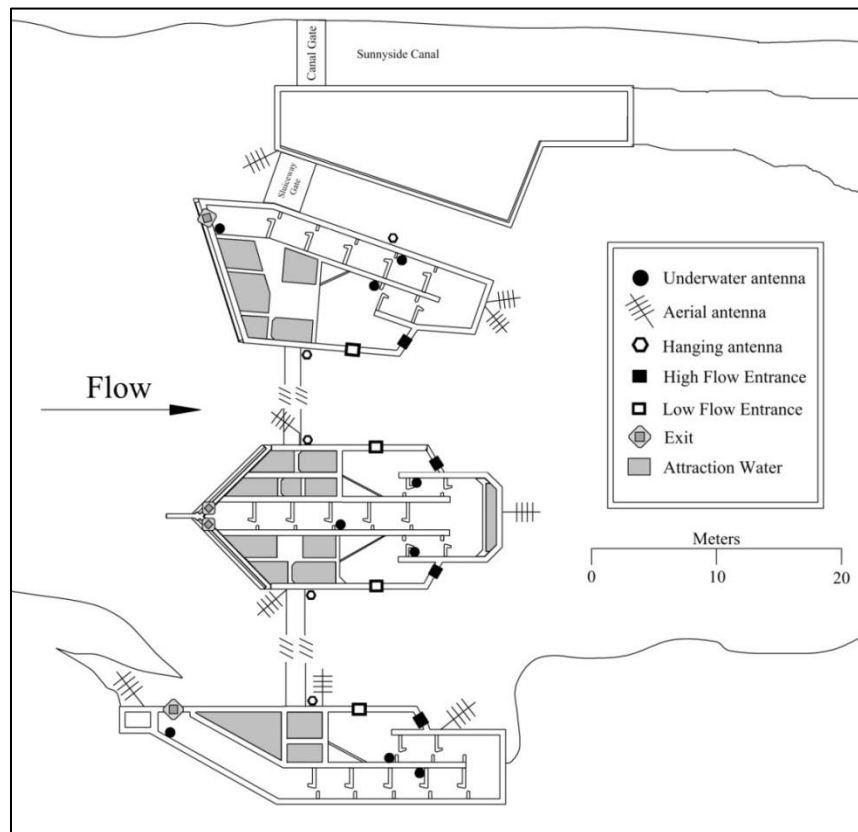 Canal Gate
Sunnyside Canal
Sluiceway
Gate
Flow
Underwater antenna
Aerial antenna
Hanging antenna
High Flow Entrance
Low Flow Entrance
Exit
Attraction Water
Meters
0 10 20